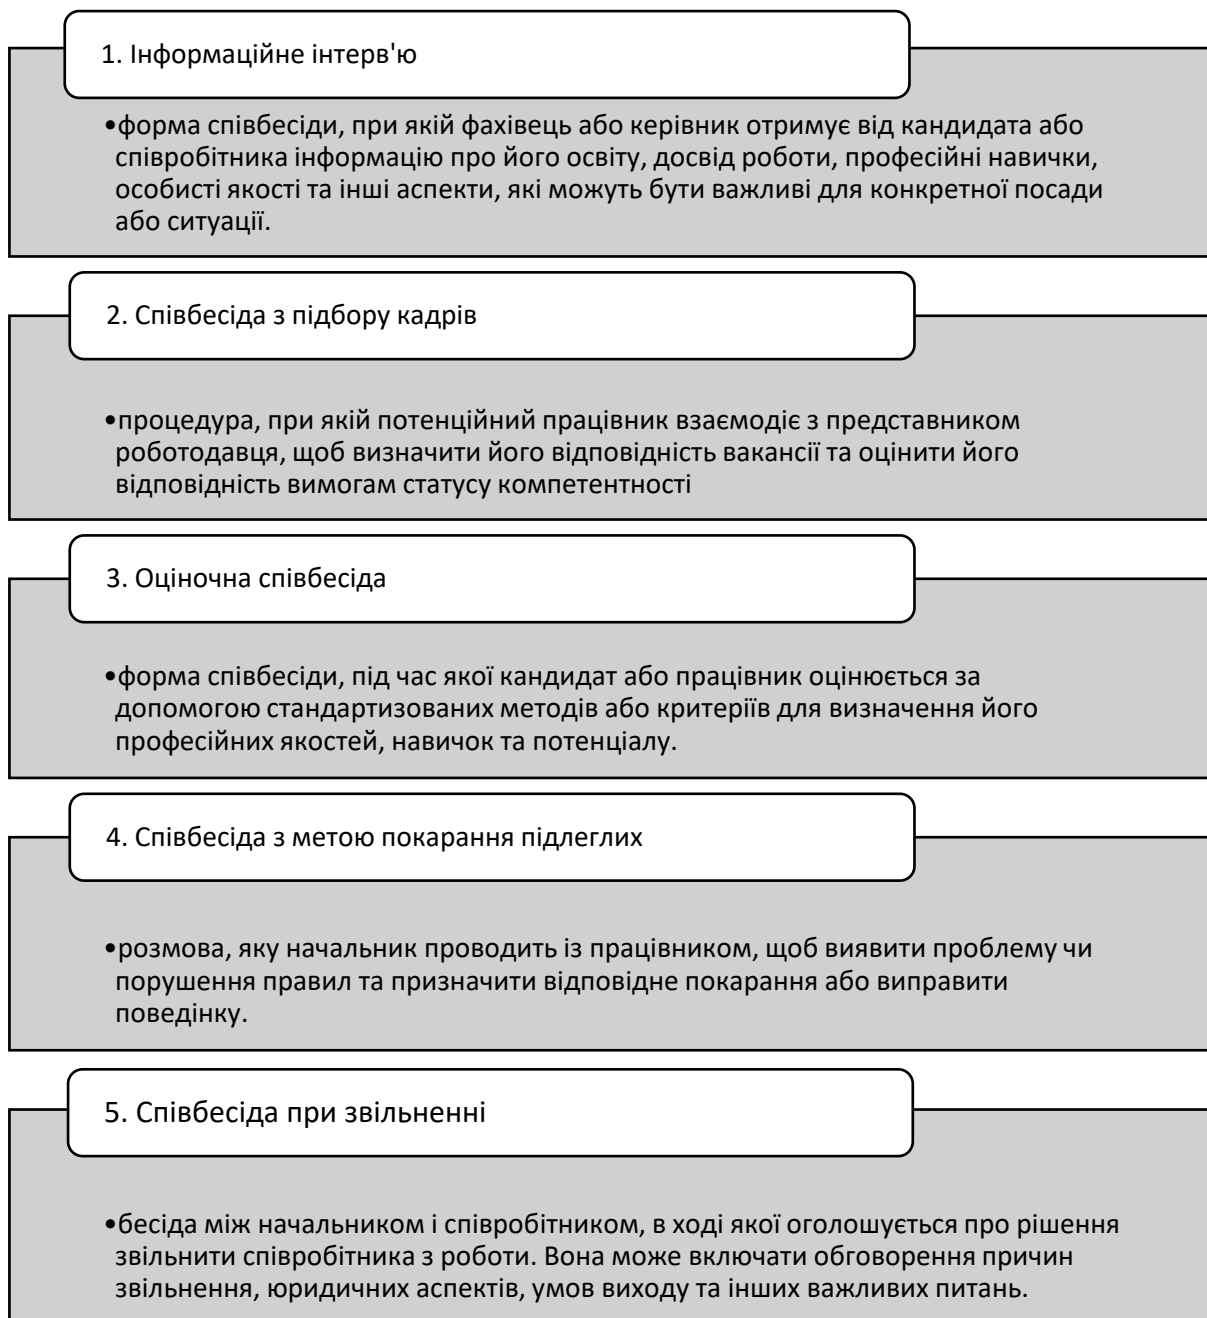 1. Інформаційне інтерв'ю
•форма співбесіди, при якій фахівець або керівник отримує від кандидата або
співробітника інформацію про його освіту, досвід роботи, професійні навички,
особисті якості та інші аспекти, які можуть бути важливі для конкретної посади
або ситуації.
2. Співбесіда з підбору кадрів
•процедура, при якій потенційний працівник взаємодіє з представником
роботодавця, щоб визначити його відповідність вакансії та оцінити його
відповідність вимогам статусу компетентності
3. Оціночна співбесіда
•форма співбесіди, під час якої кандидат або працівник оцінюється за
допомогою стандартизованих методів або критеріїв для визначення його
професійних якостей, навичок та потенціалу.
4. Співбесіда з метою покарання підлеглих
•розмова, яку начальник проводить із працівником, щоб виявити проблему чи
порушення правил та призначити відповідне покарання або виправити
поведінку.
5. Співбесіда при звільненні
•бесіда між начальником і співробітником, в ході якої оголошується про рішення
звільнити співробітника з роботи. Вона може включати обговорення причин
звільнення, юридичних аспектів, умов виходу та інших важливих питань.